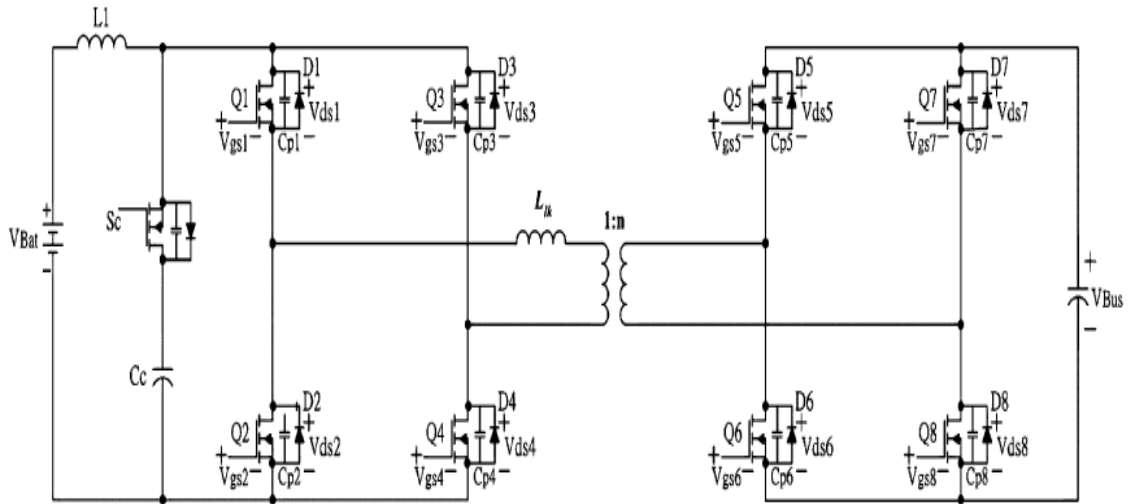 L1
D1
D3
D5
D7
Q1
Q3
Q5
Q7
+
+
+
+
Vds1
Vds3
Vds5
Vds7
+
+
+
+
Vgs1−
Cp1−
Vgs3−
Cp3−
Vgs5−
Cp5−
Vgs7−
Cp7−
Sc
Llk
1:n
+
VBat
-
+
VBus
−
Cc
D2
D4
D6
D8
Q2
Q4
Q6
Q8
+
+
+
+
Vds2
Vds4
Vds6
Vds8
+
+
+
+
Vgs2−
Cp2−
Vgs4−
Cp4−
Vgs6−
Cp6−
Vgs8−
Cp8−